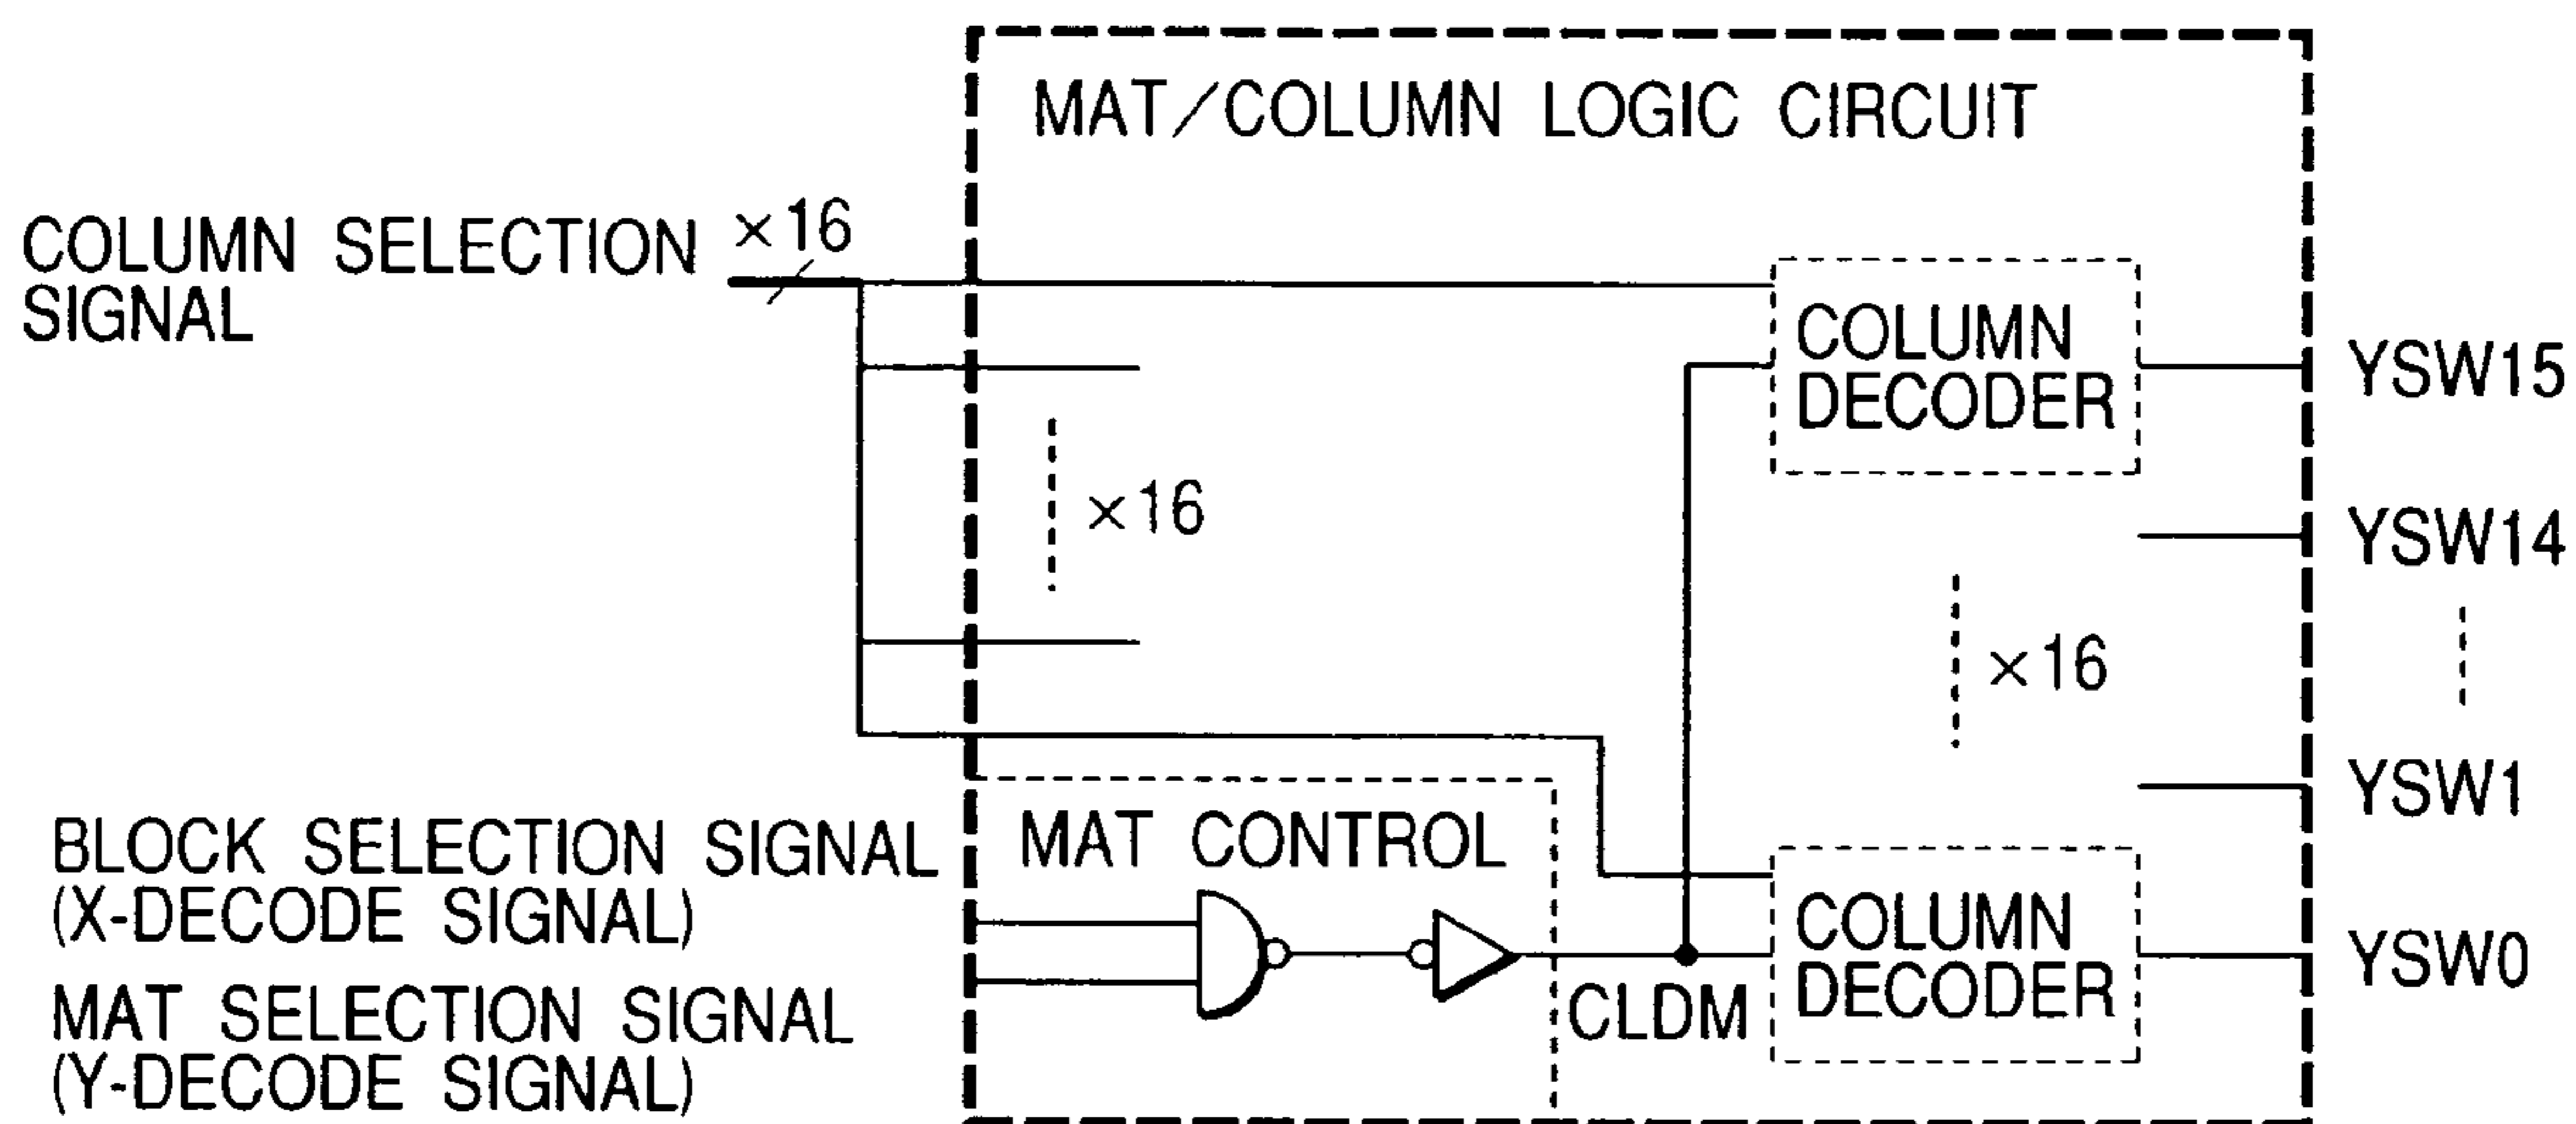 MAT/COLUMN LOGIC CIRCUIT
COLUMN SELECTION
SIGNAL
×16
COLUMN
DECODER
YSW15
×16
YSW14
×16
YSW1
BLOCK SELECTION SIGNAL
(X-DECODE SIGNAL)
MAT SELECTION SIGNAL
(Y-DECODE SIGNAL)
MAT CONTROL
CLDM
COLUMN
DECODER
YSW0